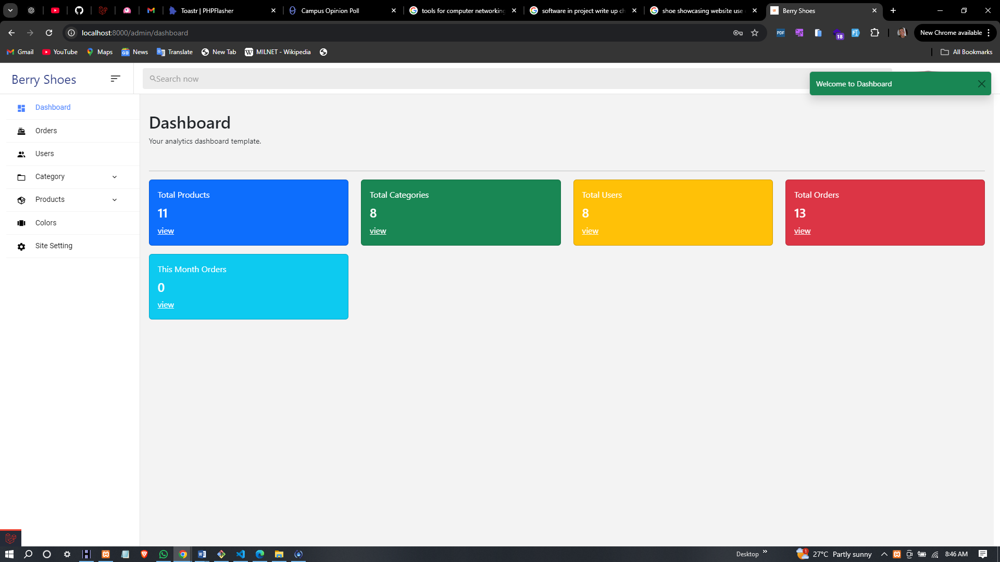 Toastr | PHPFlasher
Campus Opinion Poll
tools for computer networking
software in project write up ch
shoe showcasing website use
Berry Shoes
localhost:8000/admin/dashboard
PDF
18
New Chrome available
Gmail
YouTube
Maps
News
Translate
New Tab
MILNET - Wikipedia
All Bookmarks
Berry Shoes
Search now
Welcome to Dashboard
Dashboard
Orders
Users
Category
Products
Colors
Site Setting
Dashboard
Your analytics dashboard template.
Total Products
11
view
Total Categories
8
view
Total Users
8
view
Total Orders
13
view
This Month Orders
0
view
Desktop
1
27°C Partly sunny
8:46 AM